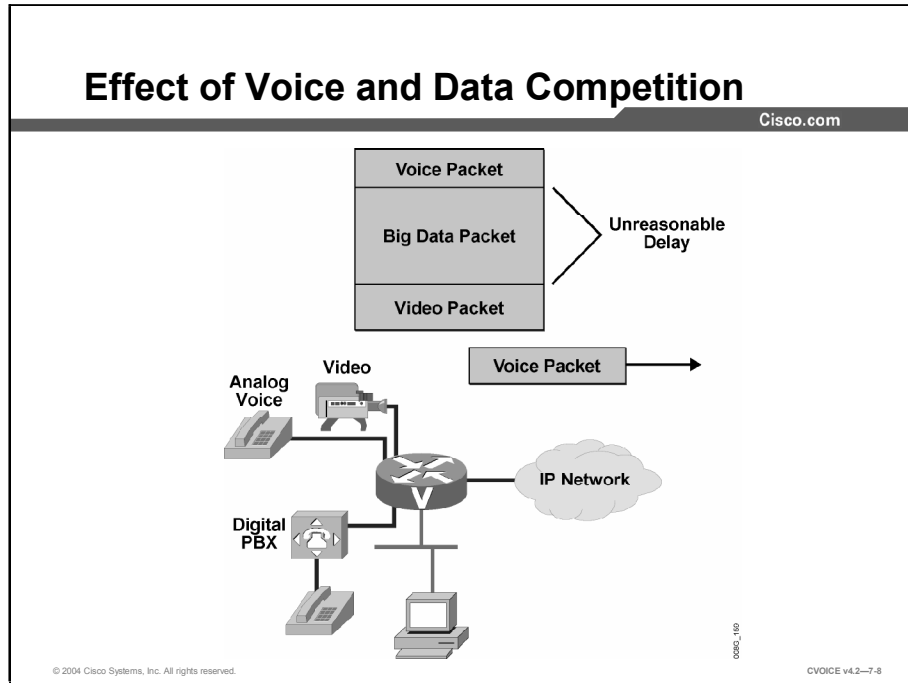 Effect of Voice and Data Competition
Cisco.com
Voice Packet
Big Data Packet
Video Packet
Unreasonable
Delay
Voice Packet
Video
Analog
Voice
V
IP Network
Digital
PBX
© 2004 Cisco Systems, Inc. All rights reserved.
CVOICE v4.2—7-8